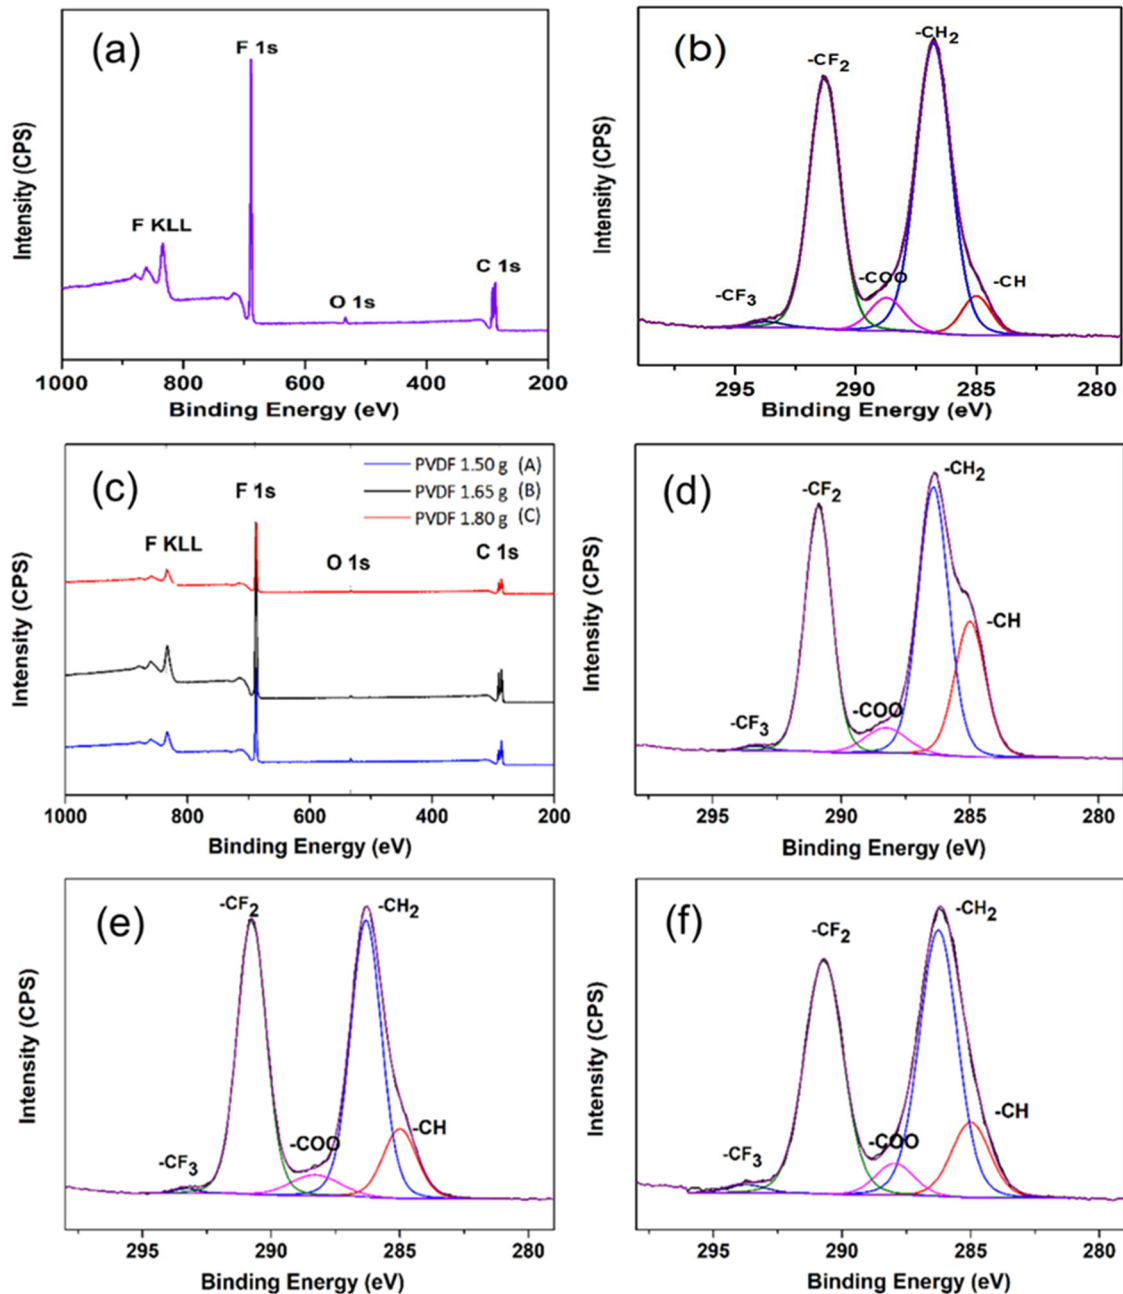 (a)
F 1s
F KLL
O 1s
C 1s
Intensity (CPS)
1000 800 600 400 200
Binding Energy (eV)
(b)
-CH2
-CF2
-COO
-CF3
-CH
Intensity (CPS)
295 290 285 280
Binding Energy (eV)
(c)
PVDF 1.50 g (A)
PVDF 1.65 g (B)
PVDF 1.80 g (C)
F 1s
F KLL
O 1s
C 1s
Intensity (CPS)
1000 800 600 400 200
Binding Energy (eV)
(d)
-CH2
-CF2
-CH
-COO
-CF3
Intensity (CPS)
295 290 285 280
Binding Energy (eV)
(e)
-CF2
-CH2
-COO
-CH
-CF3
Intensity (CPS)
295 290 285 280
Binding Energy (eV)
(f)
-CH2
-CF2
-CH
-COO
-CF3
Intensity (CPS)
295 290 285 280
Binding Energy (eV)